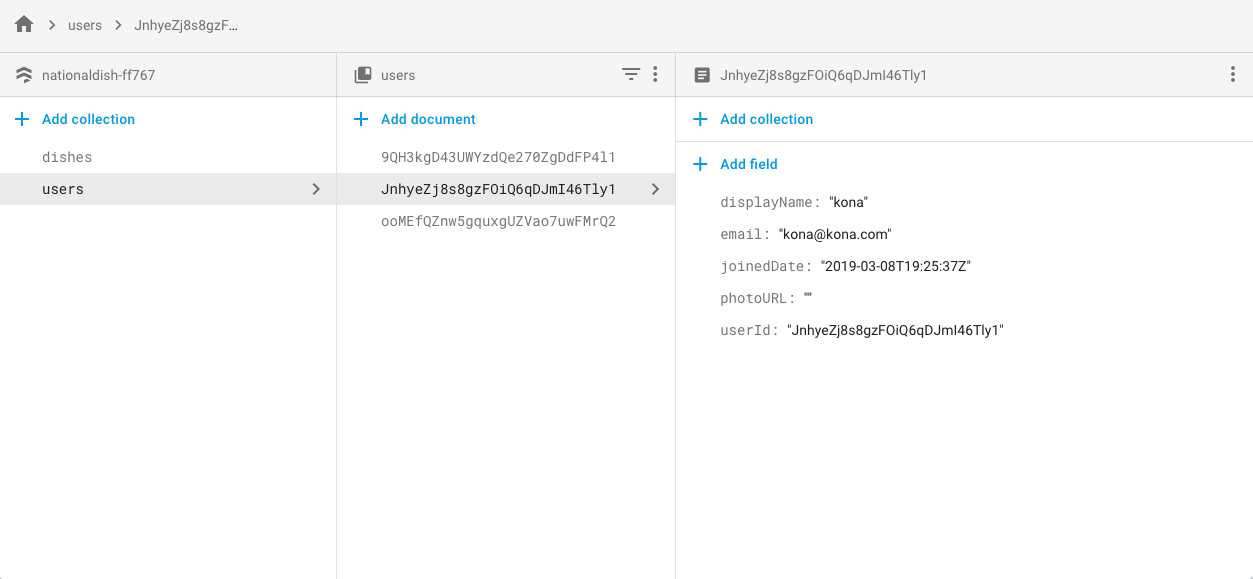 users
JnhyeZj8s8gzF...
nationaldish-ff767
Add collection
dishes
users
users
Add document
9QH3kgD43UWYzdQe270ZgDdFP4l1
JnhyeZj8s8gzFOiQ6qDJmI46Tly1
ooMEfQZnw5gquxgUZVao7uwFMrQ2
JnhyeZj8s8gzFOiQ6qDJmI46Tly1
Add collection
Add field
displayName: "kona"
email: "kona@kona.com"
joinedDate: "2019-03-08T19:25:37Z"
photoURL: ""
userId: "JnhyeZj8s8gzFOiQ6qDJmI46Tly1"